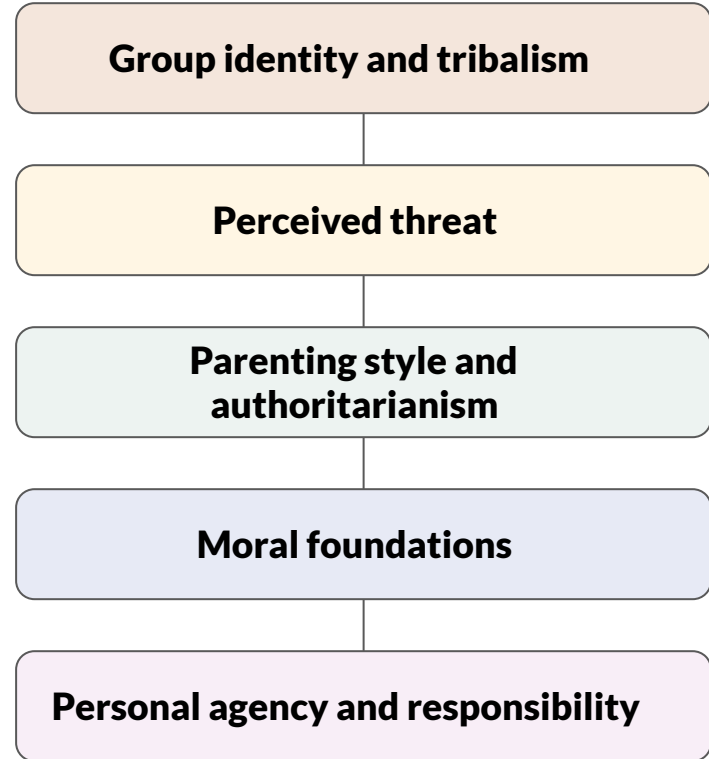 Group identity and tribalism
Perceived threat
Parenting style and
authoritarianism
Moral foundations
Personal agency and responsibility